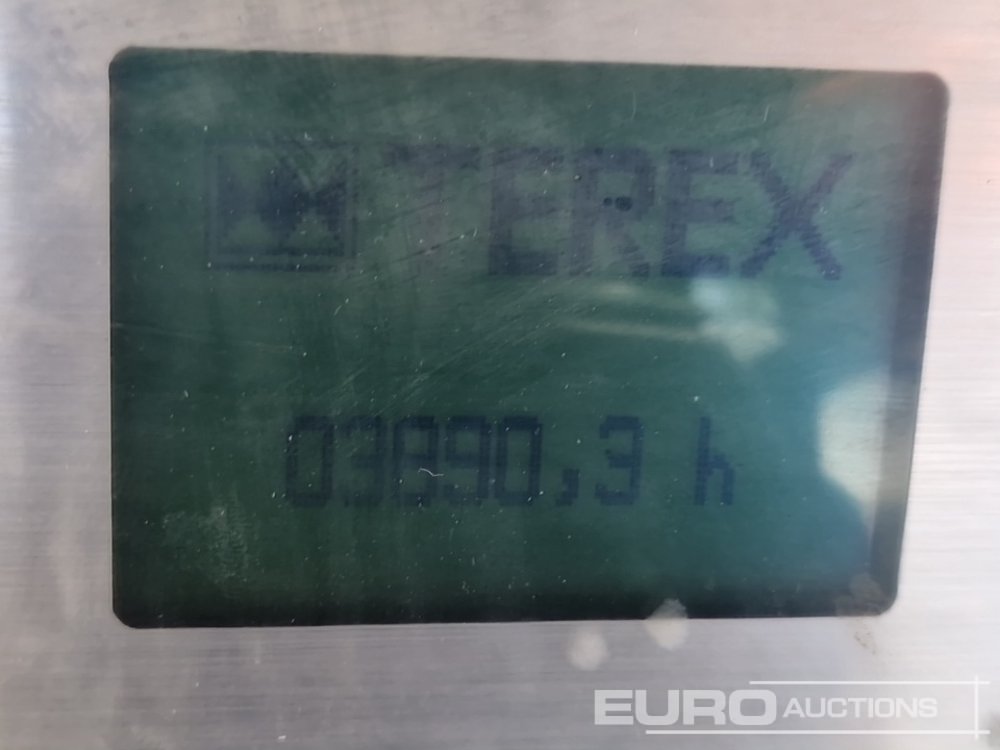 TEREX
03890,3 h
EURO AUCTIONS